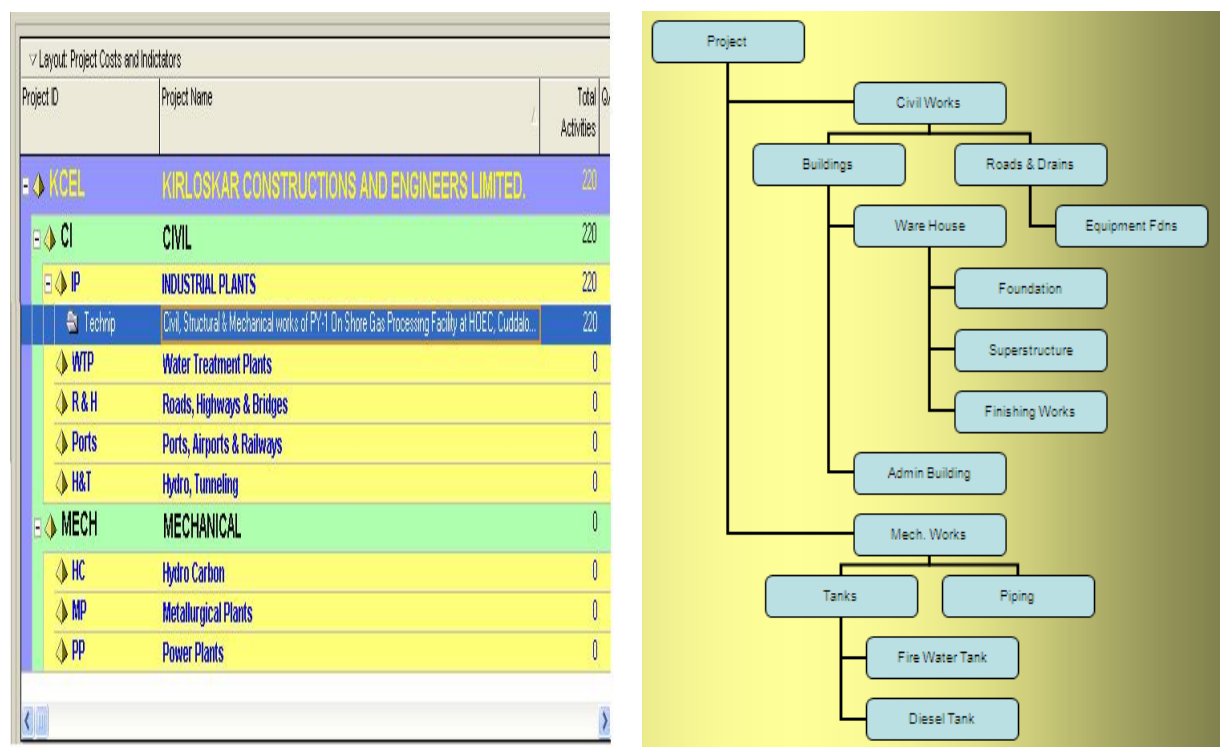 Layout: Project Costs and Indictators
Project ID Project Name Total Activities
KCEL KIRLOSKAR CONSTRUCTIONS AND ENGINEERS LIMITED. 220
CI CIVIL 220
IP INDUSTRIAL PLANTS 220
Technip Civil, Structural & Mechanical works of PY-1 On Shore Gas Processing Facility at HOEC, Cuddalo... 220
WTP Water Treatment Plants 0
R & H Roads, Highways & Bridges 0
Ports Ports, Airports & Railways 0
H&T Hydro, Tunneling 0
MECH MECHANICAL 0
HC Hydro Carbon 0
MP Metallurgical Plants 0
PP Power Plants 0
Project
Civil Works
Buildings Roads & Drains
Ware House Equipment Fdns
Foundation
Superstructure
Finishing Works
Admin Building
Mech. Works
Tanks Piping
Fire Water Tank
Diesel Tank